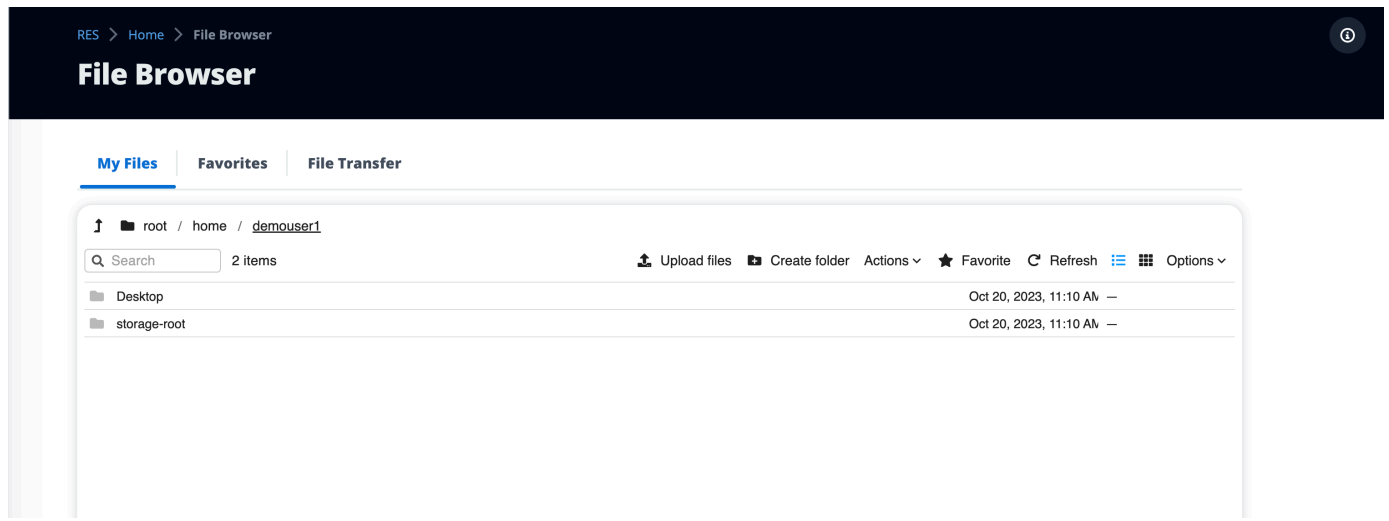 RES > Home > File Browser
File Browser
My Files Favorites File Transfer
root / home / demouser1
Search 2 items Upload files Create folder Actions Favorite Refresh Options
Desktop Oct 20, 2023, 11:10 AM —
storage-root Oct 20, 2023, 11:10 AM —